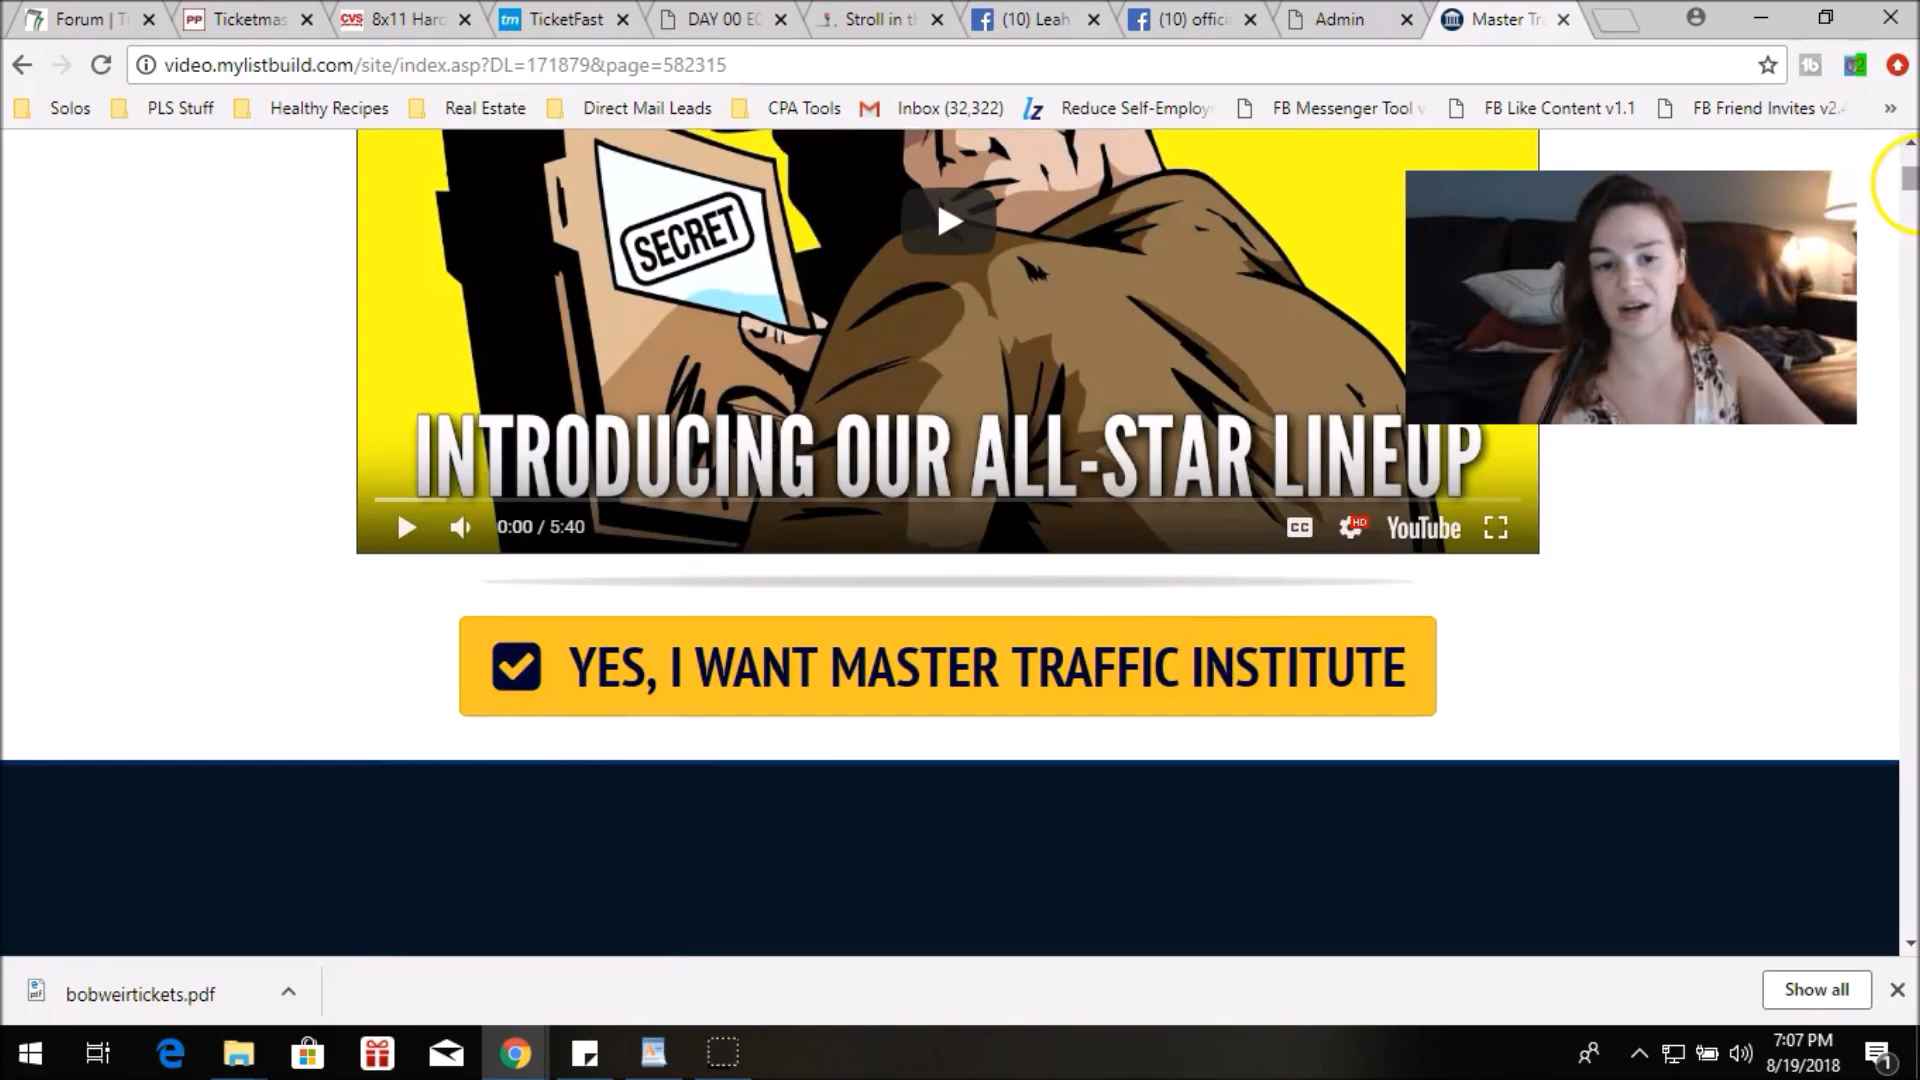 Forum | T
Ticketmas
8x11 Harc
TicketFast
DAY 00 E
Stroll in t
(10) Leah
(10) offici
Admin
Master Tr
video.mylistbuild.com/site/index.asp?DL=171879&page=582315
Solos
PLS Stuff
Healthy Recipes
Real Estate
Direct Mail Leads
CPA Tools
Inbox (32,322)
Reduce Self-Employ
FB Messenger Tool v
FB Like Content v1.1
FB Friend Invites v2.4
SECRET
INTRODUCING OUR ALL-STAR LINEUP
0:00 / 5:40
CC
HD
YouTube
YES, I WANT MASTER TRAFFIC INSTITUTE
bobweirtickets.pdf
Show all
7:07 PM
8/19/2018
1